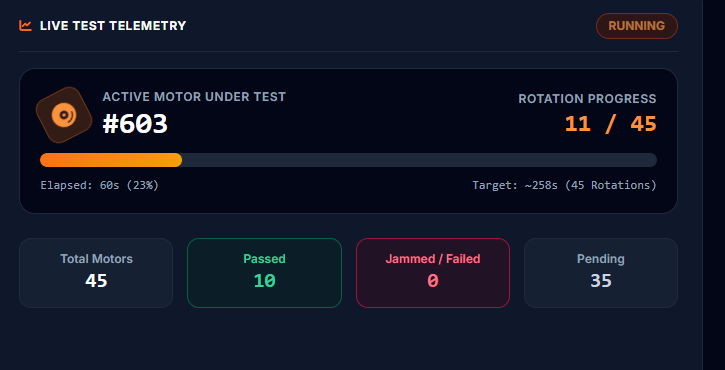 LIVE TEST TELEMETRY
RUNNING
ACTIVE MOTOR UNDER TEST
#603
ROTATION PROGRESS
11 / 45
Elapsed: 60s (23%)
Target: ~258s (45 Rotations)
Total Motors
45
Passed
10
Jammed / Failed
0
Pending
35